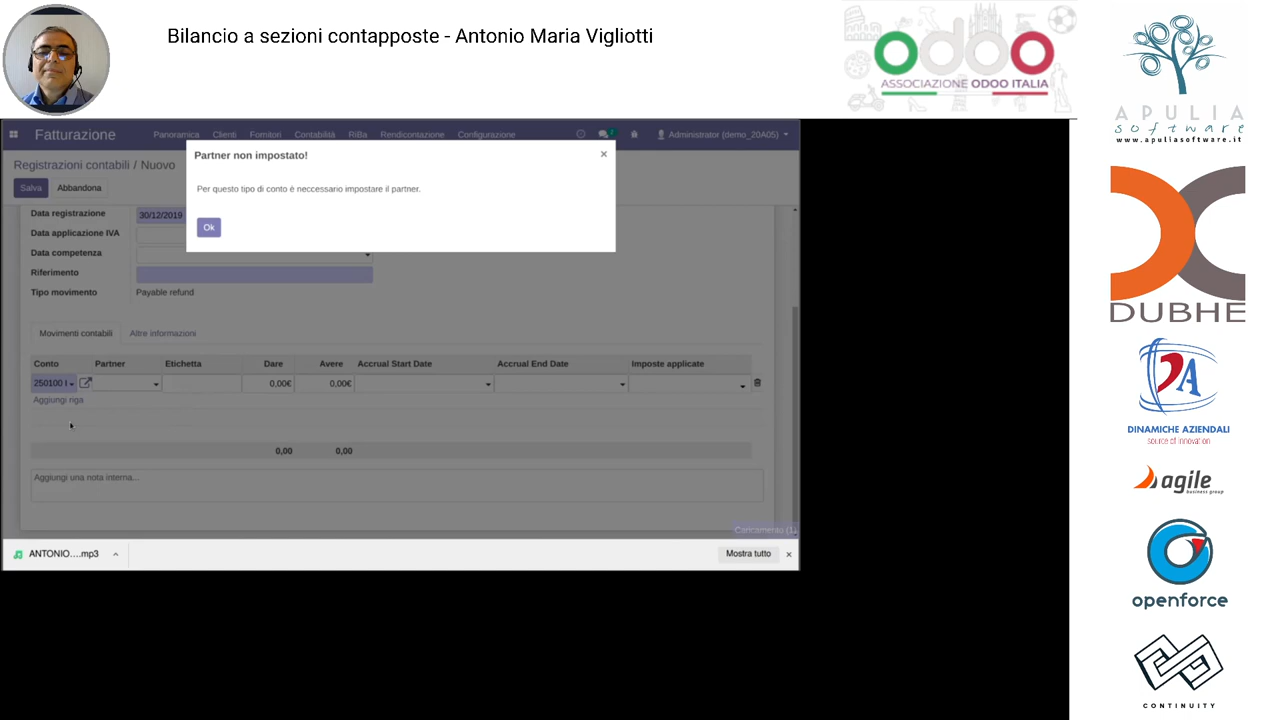 Bilancio a sezioni contapposte - Antonio Maria Vigliotti
odoo
ASSOCIAZIONE ODOO ITALIA
APULIA
software
www.apuliasoftware.it
Fatturazione
Panoramica Clienti Fornitori Contabilità RiBa Rendicontazione Configurazione
Administrator (demo_20A05)
Registrazioni contabili / Nuovo
Salva Abbandona
Partner non impostato!
×
Per questo tipo di conto è neccessario impostare il partner.
Ok
Data registrazione 30/12/2019
Data applicazione IVA
Data competenza
Riferimento
Tipo movimento Payable refund
Movimenti contabili Altre informazioni
Conto Partner Etichetta Dare Avere Accrual Start Date Accrual End Date Imposte applicate
250100 0,00€ 0,00€
Aggiungi riga
0,00 0,00
Aggiungi una nota interna...
ANTONIO....mp3
Mostra tutto ×
DUBHE
DA
DINAMICHE AZIENDALI
source of innovation
agile
business group
openforce
CONTINUITY